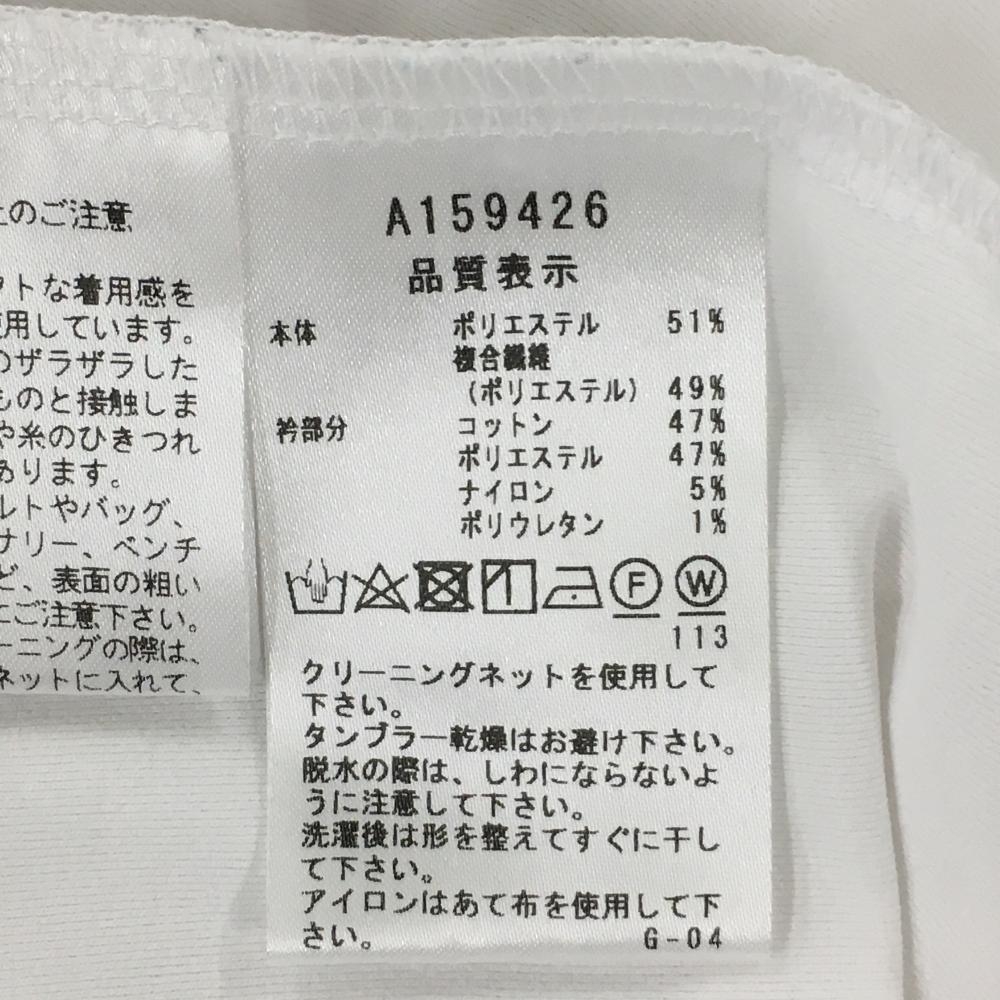 上のご注意
フトな着用感を
使用しています。
のザラザラした
ものと接触しま
や糸のひきつれ
あります。
ルトやバッグ、
ナリー、ベンチ
ど、表面の粗い
にご注意下さい。
ーニングの際は、
ネットに入れて、
A159426
品質表示
本体 ポリエステル 51%
複合繊維
(ポリエステル) 49%
衿部分 コットン 47%
ポリエステル 47%
ナイロン 5%
ポリウレタン 1%
F W
113
クリーニングネットを使用して
下さい。
タンブラー乾燥はお避け下さい。
脱水の際は、しわにならないよ
うに注意して下さい。
洗濯後は形を整えてすぐに干し
て下さい。
アイロンはあて布を使用して下
さい。 G-04